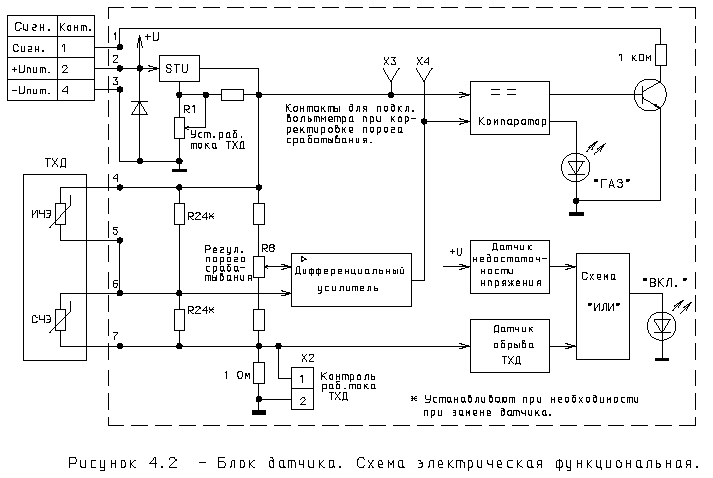 Сигн. Конт.
Сигн. 1
+Uпит. 2
-Uпит. 4
1
+U
2
3
STU
R1
Уст.раб.
тока ТХД
X3
X4
Контакты для подкл.
вольтметра при кор-
ректировке порога
срабатывания.
= =
Компаратор
1 кОм
"ГАЗ"
ТХД
ИЧЭ
СЧЭ
4
5
6
7
R24*
R24*
Регул.
порога
сраба-
тывания
R8
Дифференциальный
усилитель
+U
Датчик
недостаточ-
ности
нпряжения
Датчик
обрыва
ТХД
Схема
"ИЛИ"
"ВКЛ."
1 Ом
X2
1
2
Контроль
раб.тока
ТХД
* Устанавливают при необходимости
при замене датчика.
Рисунок 4.2 - Блок датчика. Схема электрическая функциональная.